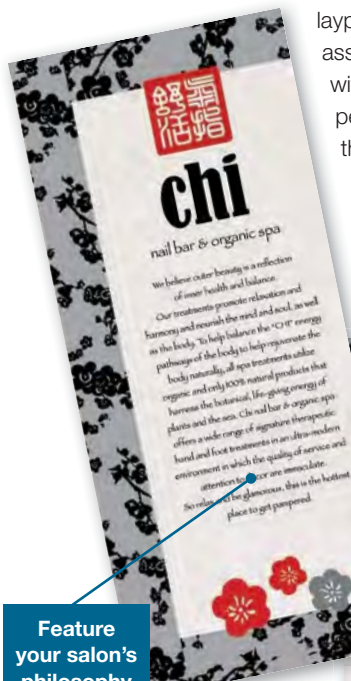 layp
ass
wi
pe
th
chi
nail bar & organic spa
We believe outer beauty is a reflection
of inner health and balance.
Our treatments promote relaxation and
harmony and nourish the mind and soul, as well
as the body. To help balance the "CHI" energy
pathways of the body to help rejuvenate the
body naturally, all spa treatments utilize
organic and only 100% natural products that
harness the botanical, life-giving energy of
plants and the sea. Chi nail bar & organic spa
offers a wide range of signature therapeutic
hand and foot treatments in an ultra-modern
environment in which the quality of service and
attention to decor are immaculate.
So relax and be glamorous, this is the hottest
place to get pampered.
Feature
your salon's
philosophy